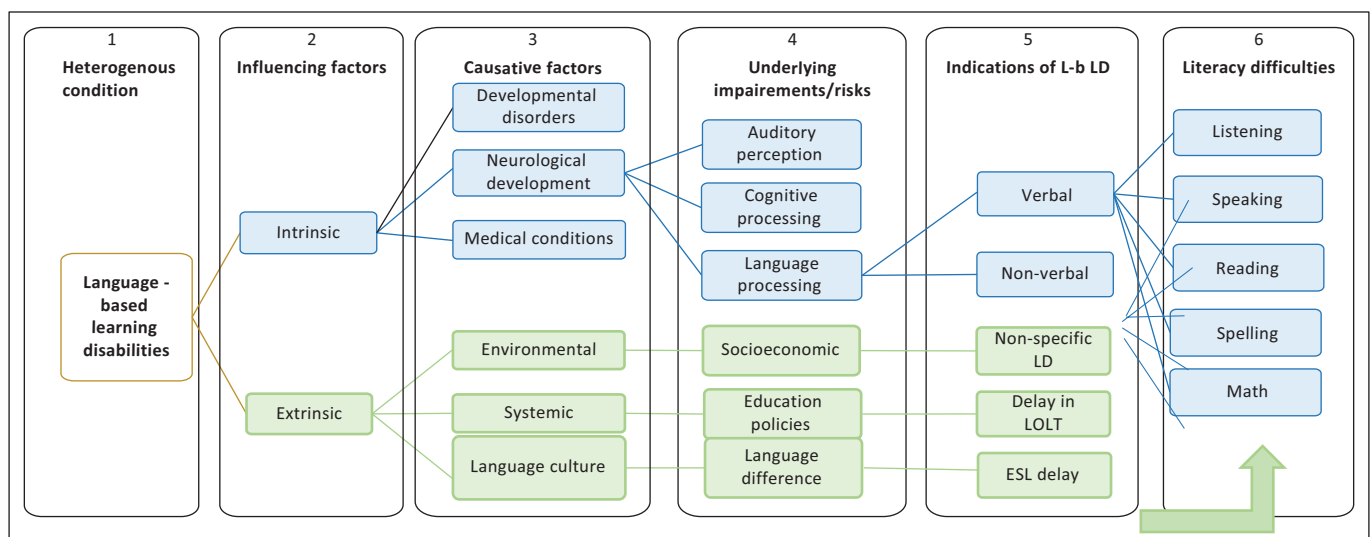 1
Heterogenous
condition
Language -
based
learning
disabilities
2
Influencing factors
Intrinsic
Extrinsic
3
Causative factors
Developmental
disorders
Neurological
development
Medical conditions
Environmental
Systemic
Language culture
4
Underlying
impairments/risks
Auditory
perception
Cognitive
processing
Language
processing
Socioeconomic
Education
policies
Language
difference
5
Indications of L-b LD
Verbal
Non-verbal
Non-specific
LD
Delay in
LOLT
ESL delay
6
Literacy difficulties
Listening
Speaking
Reading
Spelling
Math